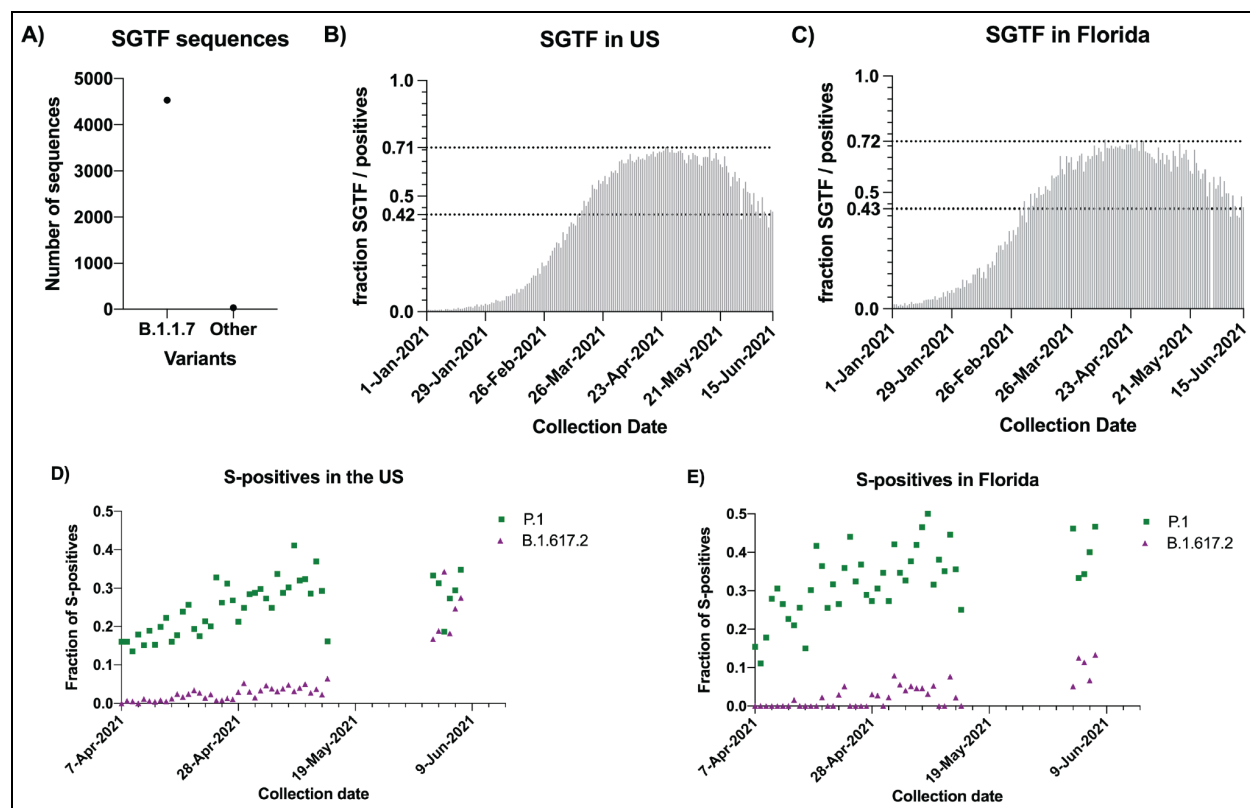 A)
SGTF sequences
Number of sequences
5000
4000
3000
2000
1000
0
B.1.1.7 Other
Variants
B)
SGTF in US
fraction SGTF / positives
1.0
0.71
0.5
0.42
0.0
1-Jan-2021
29-Jan-2021
26-Feb-2021
26-Mar-2021
23-Apr-2021
21-May-2021
15-Jun-2021
Collection Date
C)
SGTF in Florida
fraction SGTF / positives
1.0
0.72
0.5
0.43
0.0
1-Jan-2021
29-Jan-2021
26-Feb-2021
26-Mar-2021
23-Apr-2021
21-May-2021
15-Jun-2021
Collection Date
D)
S-positives in the US
Fraction of S-positives
0.5
0.4
0.3
0.2
0.1
0.0
7-Apr-2021
28-Apr-2021
19-May-2021
9-Jun-2021
Collection date
P.1
B.1.617.2
E)
S-positives in Florida
Fraction of S-positives
0.5
0.4
0.3
0.2
0.1
0.0
7-Apr-2021
28-Apr-2021
19-May-2021
9-Jun-2021
Collection date
P.1
B.1.617.2